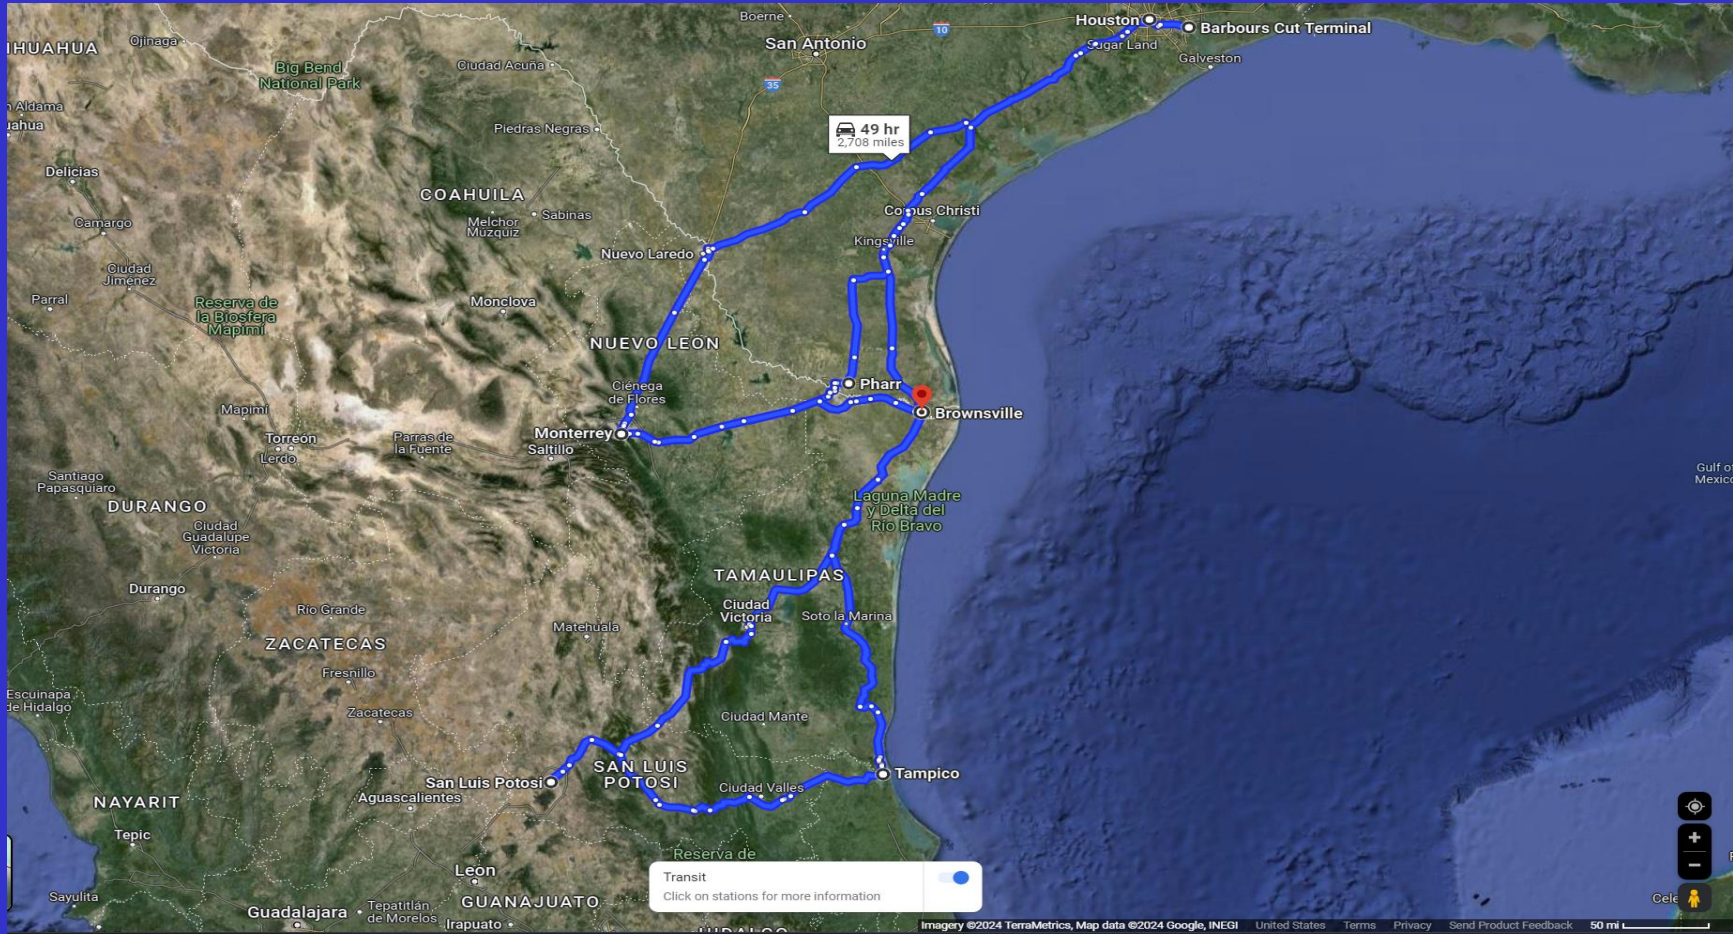 Boerne
Houston
Barbours Cut Terminal
10
Ojinaga
IHUAHUA
San Antonio
Sugar Land
Galveston
Big Bend
National Park
Ciudad Acuña
35
n Aldama
uahua
Piedras Negras
49 hr
2,708 miles
Delicias
COAHUILA
Camargo
Melchor
Múzquiz
Sabinas
Corpus Christi
Kingsville
Nuevo Laredo
Ciudad
Jiménez
Parral
Reserva de
la Biosfera
Mapimí
Monclova
NUEVO LEÓN
Ciénega
de Flores
Pharr
Mapimí
Brownsville
Torreón
Lerdo
Parras de
la Fuente
Monterrey
Saltillo
Santiago
Papasquiaro
Gulf of
Mexico
DURANGO
Laguna Madre
y Delta del
Río Bravo
Ciudad
Guadalupe
Victoria
TAMAULIPAS
Durango
Río Grande
Ciudad
Victoria
Soto la Marina
Matehuala
ZACATECAS
Fresnillo
Escuinapa
de Hidalgo
Zacatecas
Ciudad Mante
SAN LUIS
POTOSI
San Luis Potosí
Tampico
Aguascalientes
Ciudad Valles
NAYARIT
Tepic
Reserva de
León
Transit
Click on stations for more information
Sayulita
Guadalajara
Tepatitlán
de Morelos
GUANAJUATO
Irapuato
HIDALGO
Cele
Imagery ©2024 TerraMetrics, Map data ©2024 Google, INEGI United States Terms Privacy Send Product Feedback 50 mi